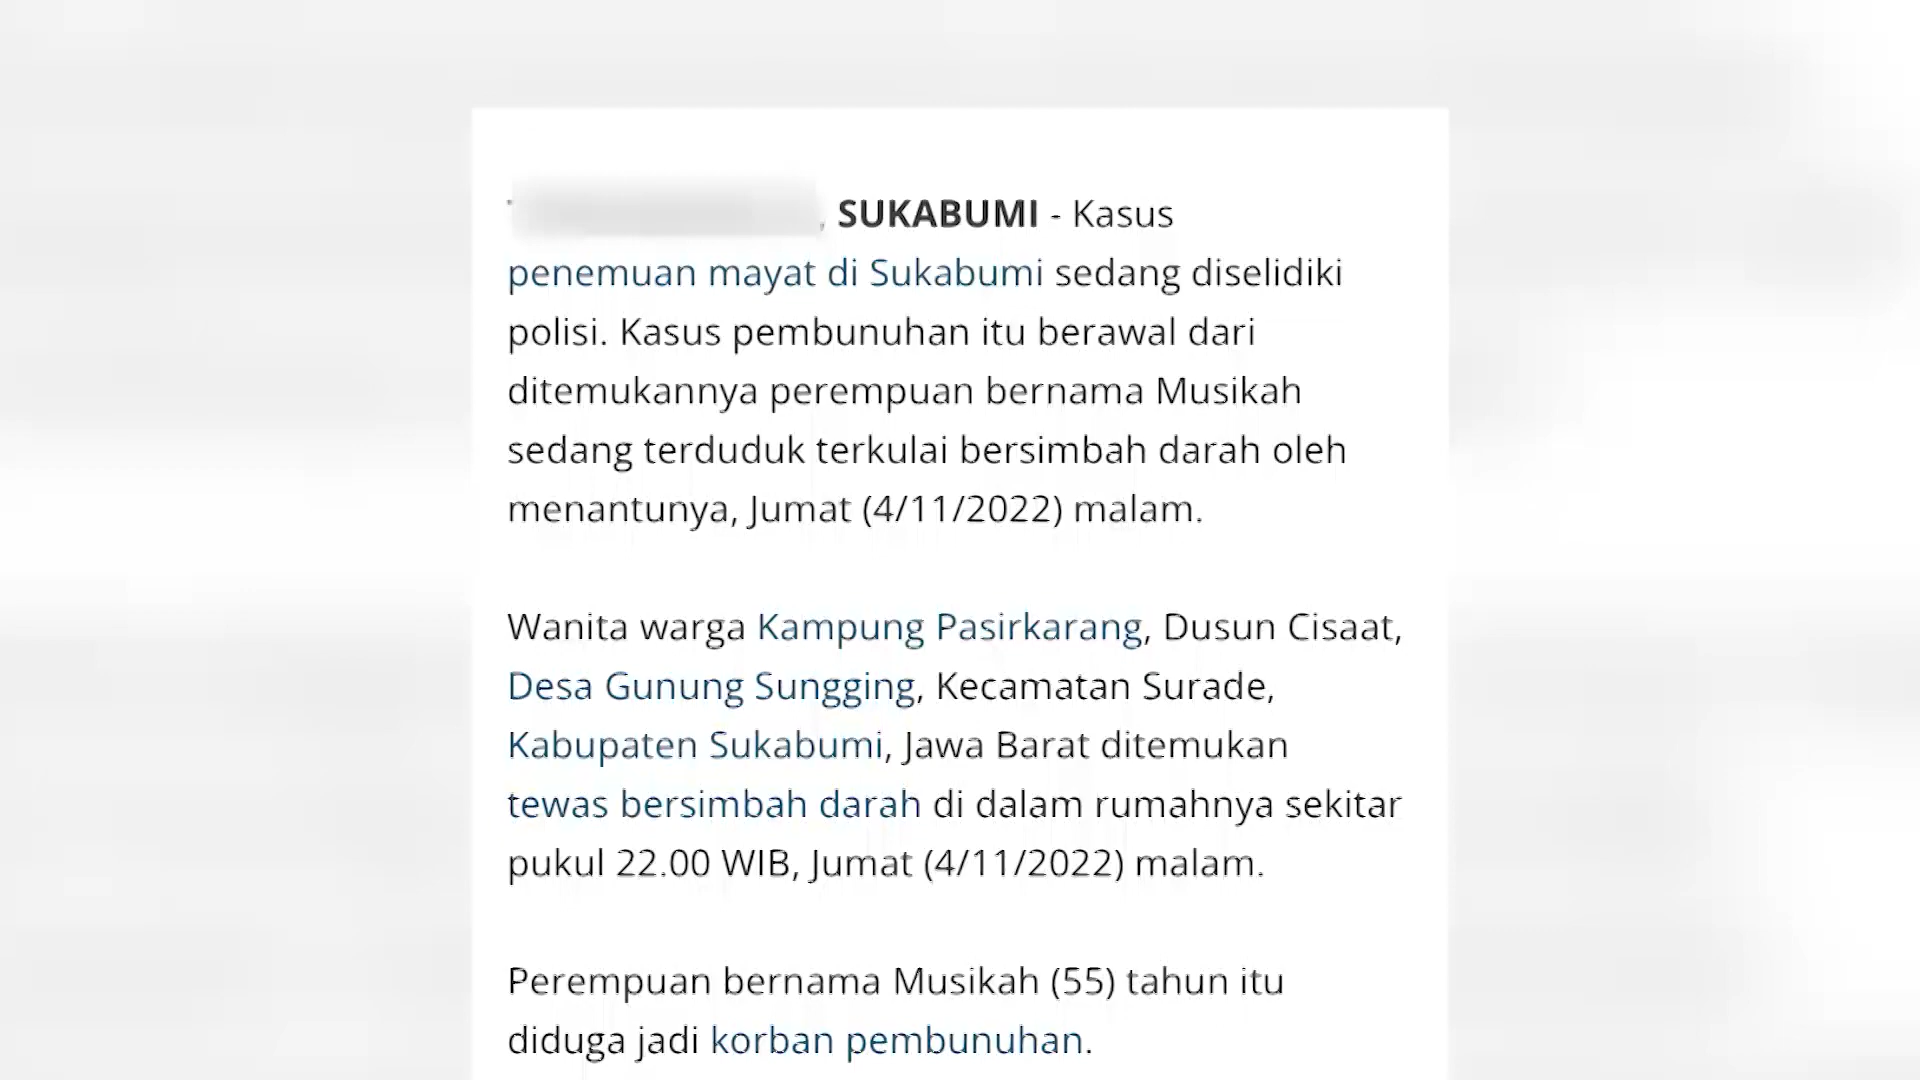 , SUKABUMI - Kasus
penemuan mayat di Sukabumi sedang diselidiki
polisi. Kasus pembunuhan itu berawal dari
ditemukannya perempuan bernama Musikah
sedang terduduk terkulai bersimbah darah oleh
menantunya, Jumat (4/11/2022) malam.
Wanita warga Kampung Pasirkarang, Dusun Cisaat,
Desa Gunung Sungging, Kecamatan Surade,
Kabupaten Sukabumi, Jawa Barat ditemukan
tewas bersimbah darah di dalam rumahnya sekitar
pukul 22.00 WIB, Jumat (4/11/2022) malam.
Perempuan bernama Musikah (55) tahun itu
diduga jadi korban pembunuhan.